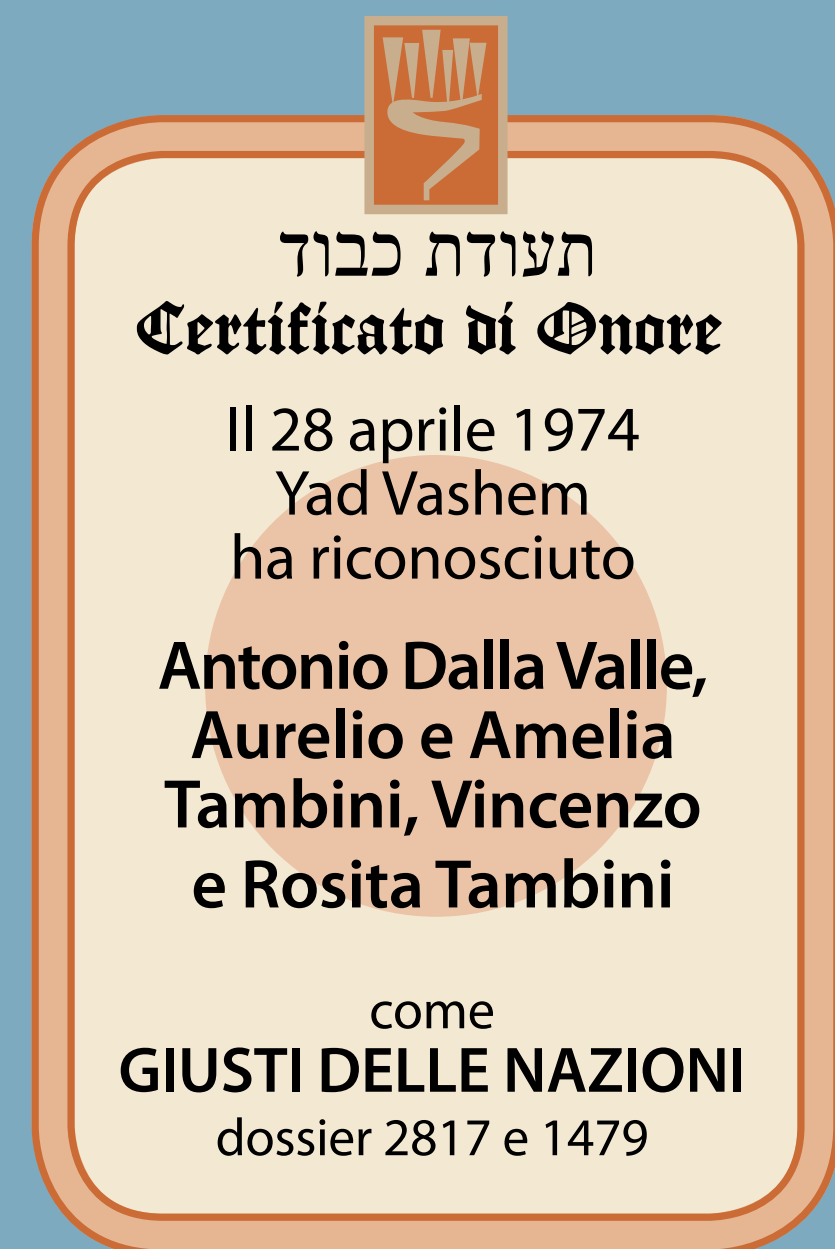 תעודת כבוד
Certificato di Onore
Il 28 aprile 1974
Yad Vashem
ha riconosciuto
Antonio Dalla Valle,
Aurelio e Amelia
Tambini, Vincenzo
e Rosita Tambini
come
GIUSTI DELLE NAZIONI
dossier 2817 e 1479